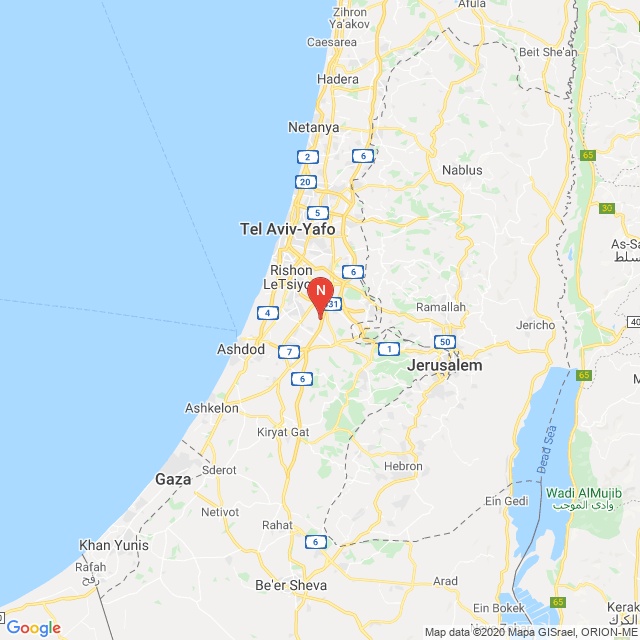 Zihron
Ya'akov
Afula
Caesarea
Beit She'an
Hadera
Netanya
2
6
65
Nablus
20
30
5
Tel Aviv-Yafo
As-Sa
سلط
Rishon
LeTsiyo
6
N
31
Ramallah
4
Jericho
40
Ashdod
7
1
50
Jerusalem
6
65
Ashkelon
Kiryat Gat
Dead Sea
Sderot
Hebron
Gaza
Wadi AlMujib
وادي الموجب
Ein Gedi
Netivot
Rahat
6
Khan Yunis
Rafah
رفح
Be'er Sheva
Arad
65
Ein Bokek
Kerak
الكرك
Google
Map data ©2020 Mapa GISrael, ORION-ME